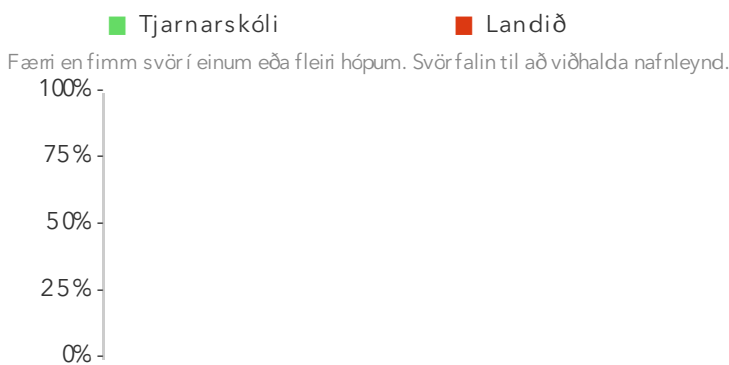 Tjarnarskóli Landið
Færri en fimm svör í einum eða fleiri hópum. Svör falin til að viðhalda nafnleynd.
100%
75%
50%
25%
0%